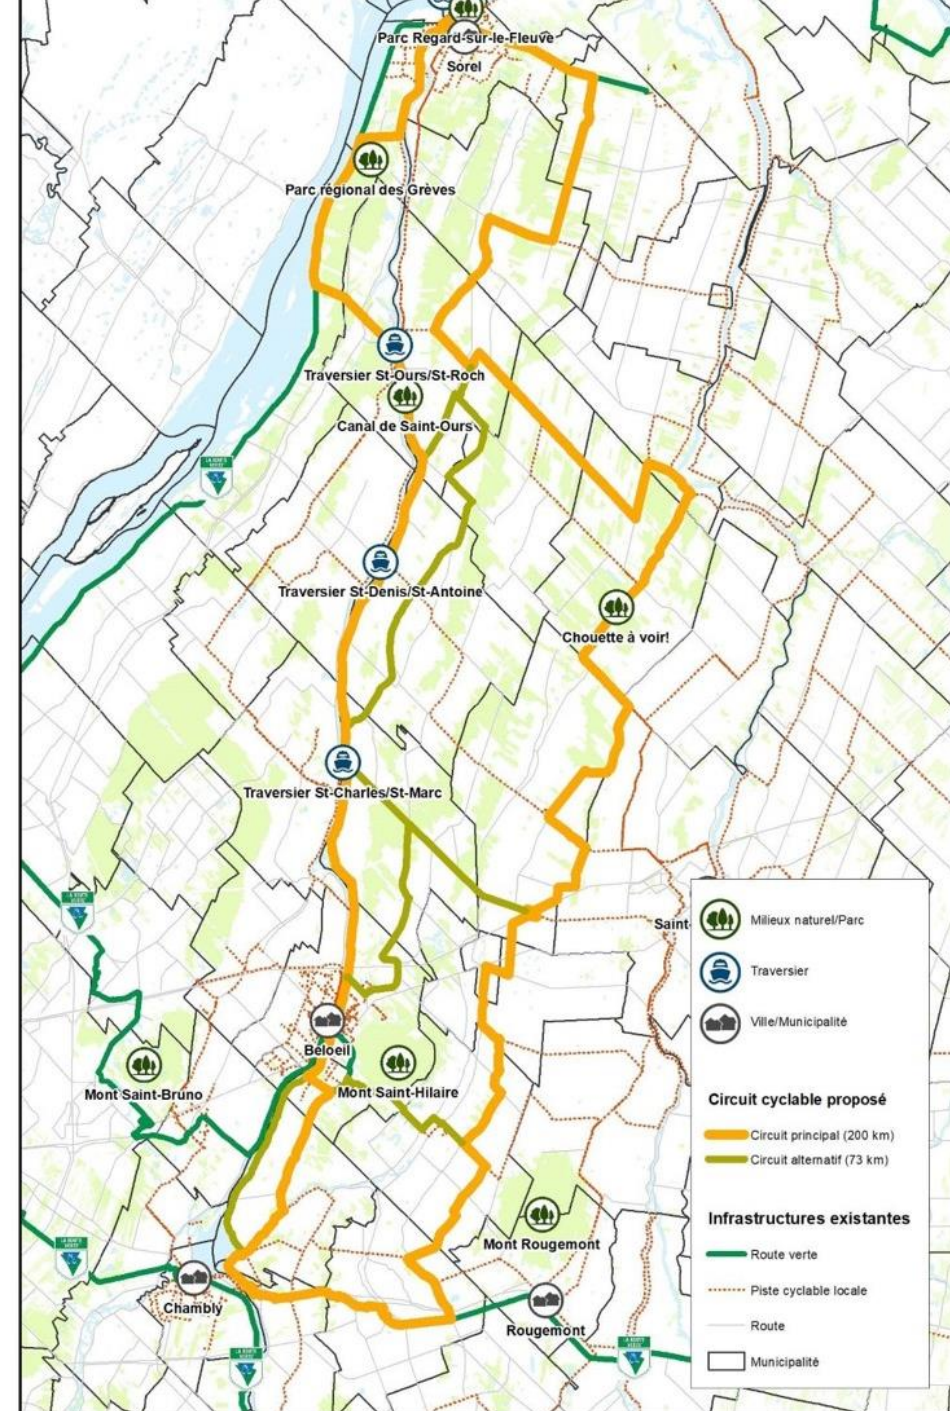 Parc Regard-sur-le-Fleuve
Sorel
Parc régional des Grèves
Traversier St-Ours/St-Roch
Canal de Saint-Ours
Traversier St-Denis/St-Antoine
Chouette à voir!
Traversier St-Charles/St-Marc
Saint-
Beloeil
Mont Saint-Bruno
Mont Saint-Hilaire
Mont Rougemont
Chambly
Rougemont
Milieux naturel/Parc
Traversier
Ville/Municipalité
Circuit cyclable proposé
Circuit principal (200 km)
Circuit alternatif (73 km)
Infrastructures existantes
Route verte
Piste cyclable locale
Route
Municipalité